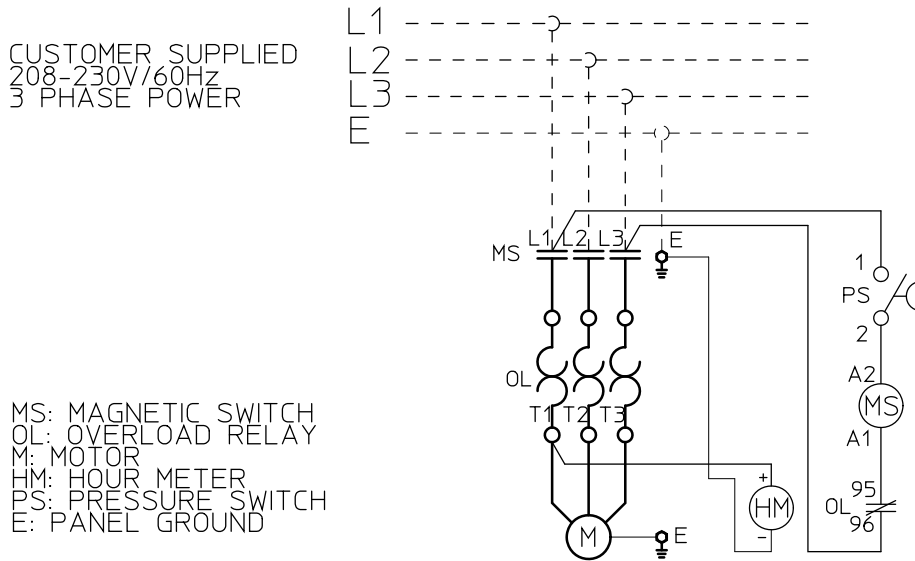 CUSTOMER SUPPLIED
208-230V/60Hz
3 PHASE POWER
L1
L2
L3
E
MS L1 L2 L3 E
1
PS
2
OL
A2
MS
A1
T1 T2 T3
MS: MAGNETIC SWITCH
OL: OVERLOAD RELAY
M: MOTOR
HM: HOUR METER
PS: PRESSURE SWITCH
E: PANEL GROUND
+
HM
-
95
OL
96
M
E